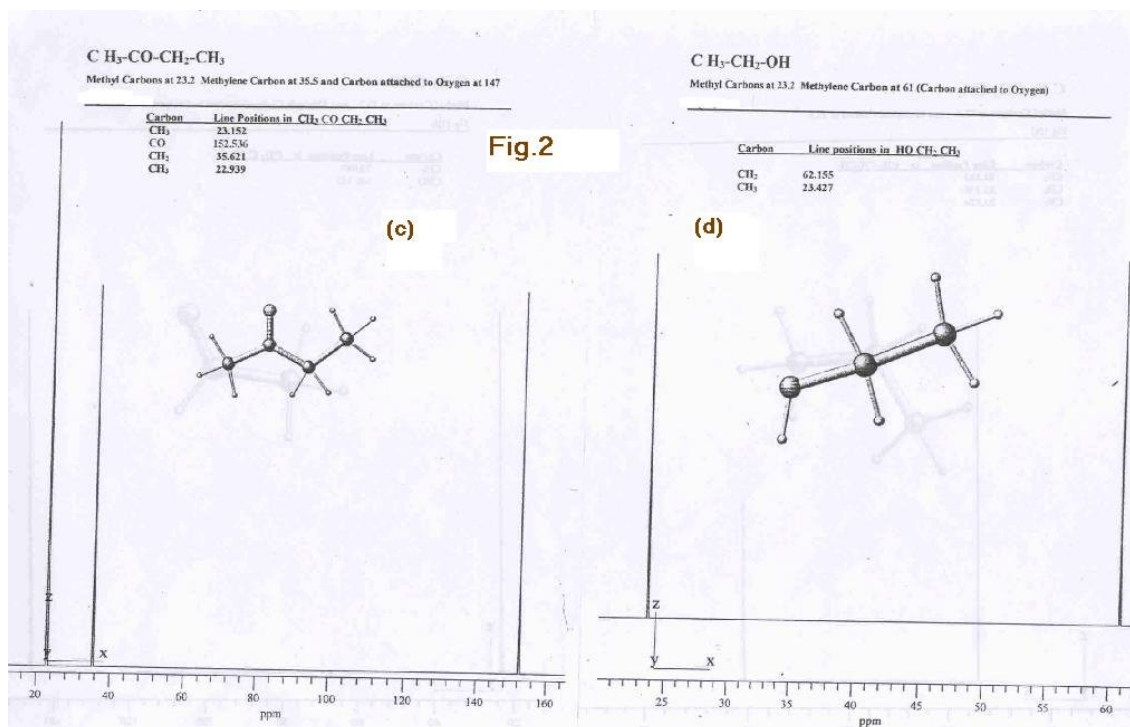 C H₃-CO-CH₂-CH₃
Methyl Carbons at 23.2 Methylene Carbon at 35.5 and Carbon attached to Oxygen at 147
Carbon Line Positions in CH₃ CO CH₂ CH₃
CH₃ 23.152
CO 152.536
CH₂ 35.621
CH₃ 22.939
Fig.2
(c)
z
y x
20 40 60 80 100 120 140 160
ppm
C H₃-CH₂-OH
Methyl Carbons at 23.2 Methylene Carbon at 61 (Carbon attached to Oxygen)
Carbon Line positions in HO CH₂ CH₃
CH₂ 62.155
CH₃ 23.427
(d)
z
y x
25 30 35 40 45 50 55 60
ppm